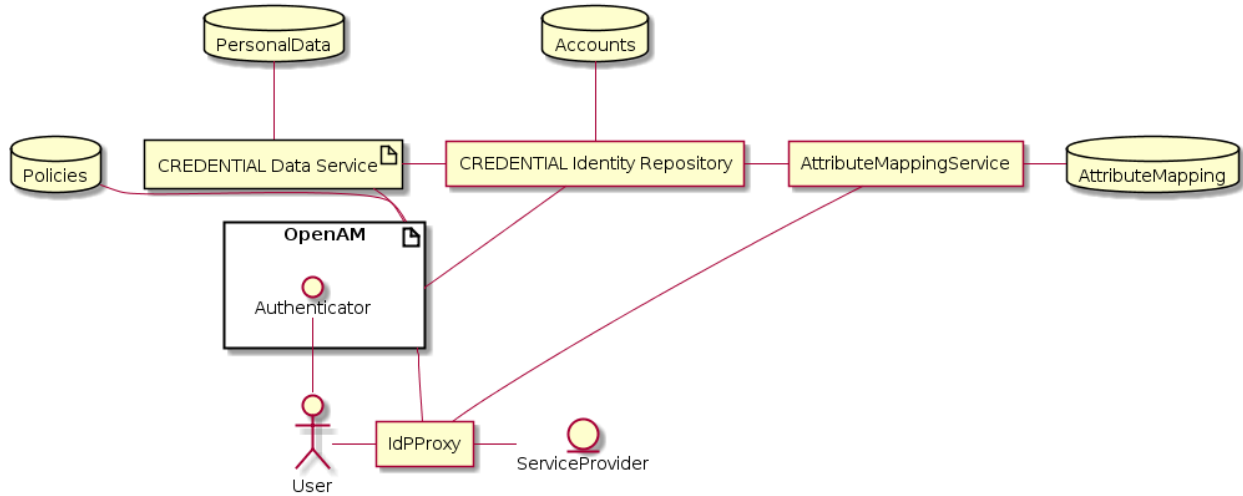 PersonalData
Accounts
Policies
CREDENTIAL Data Service
CREDENTIAL Identity Repository
AttributeMappingService
AttributeMapping
OpenAM
Authenticator
IdPProxy
ServiceProvider
User